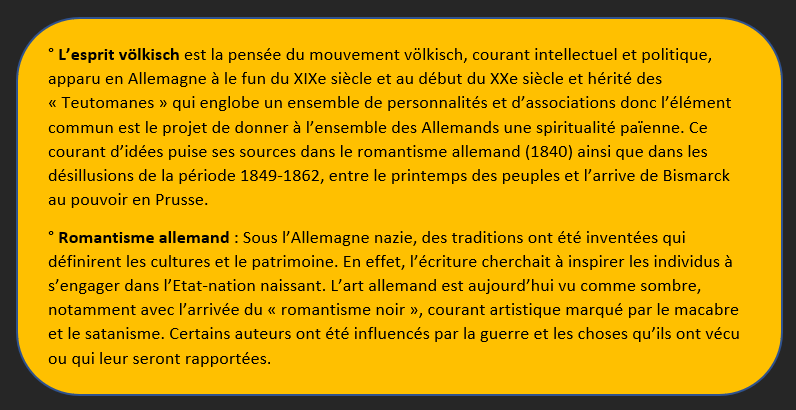 ° L’esprit völkisch est la pensée du mouvement völkisch, courant intellectuel et politique,
apparu en Allemagne à le fun du XIXe siècle et au début du XXe siècle et hérité des
« Teutomanes » qui englobe un ensemble de personnalités et d’associations donc l’élément
commun est le projet de donner à l’ensemble des Allemands une spiritualité païenne. Ce
courant d’idées puise ses sources dans le romantisme allemand (1840) ainsi que dans les
désillusions de la période 1849-1862, entre le printemps des peuples et l’arrive de Bismarck
au pouvoir en Prusse.
° Romantisme allemand : Sous l’Allemagne nazie, des traditions ont été inventées qui
définirent les cultures et le patrimoine. En effet, l’écriture cherchait à inspirer les individus à
s’engager dans l’Etat-nation naissant. L’art allemand est aujourd’hui vu comme sombre,
notamment avec l’arrivée du « romantisme noir », courant artistique marqué par le macabre
et le satanisme. Certains auteurs ont été influencés par la guerre et les choses qu’ils ont vécu
ou qui leur seront rapportées.